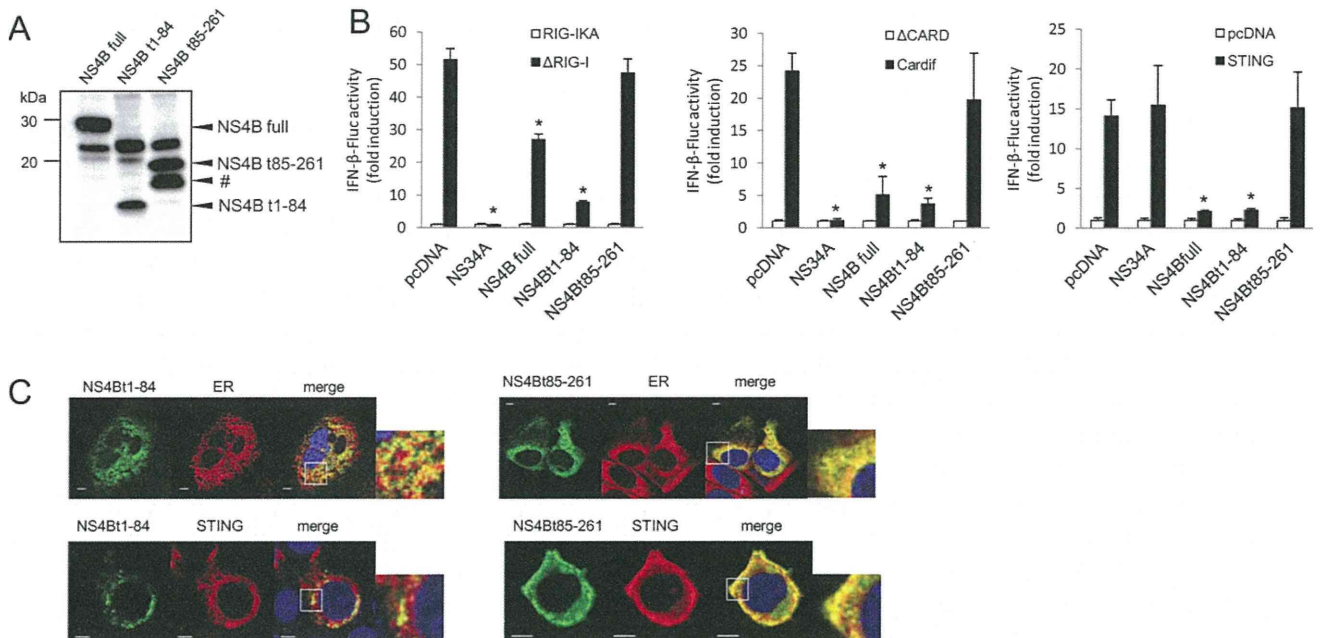 A
NS4B full
NS4B t1-84
NS4B t85-261
kDa
30
20
NS4B full
NS4B t85-261
#
NS4B t1-84
B
IFN-β-Fluc activity
(fold induction)
60
50
40
30
20
10
0
RIG-IKA
ΔRIG-I
*
*
*
pcDNA
NS34A
NS4B full
NS4Bt1-84
NS4Bt85-261
IFN-β-Fluc activity
(fold induction)
30
25
20
15
10
5
0
ΔCARD
Cardif
*
*
*
pcDNA
NS34A
NS4B full
NS4Bt1-84
NS4Bt85-261
IFN-β-Fluc activity
(fold induction)
25
20
15
10
5
0
pcDNA
STING
*
*
pcDNA
NS34A
NS4Bfull
NS4Bt1-84
NS4Bt85-261
C
NS4Bt1-84 ER merge
NS4Bt85-261 ER merge
NS4Bt1-84 STING merge
NS4Bt85-261 STING merge